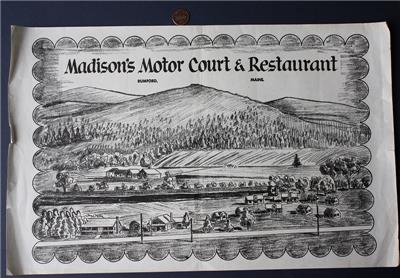 Madison's Motor Court & Restaurant
RUMFORD, MAINE.